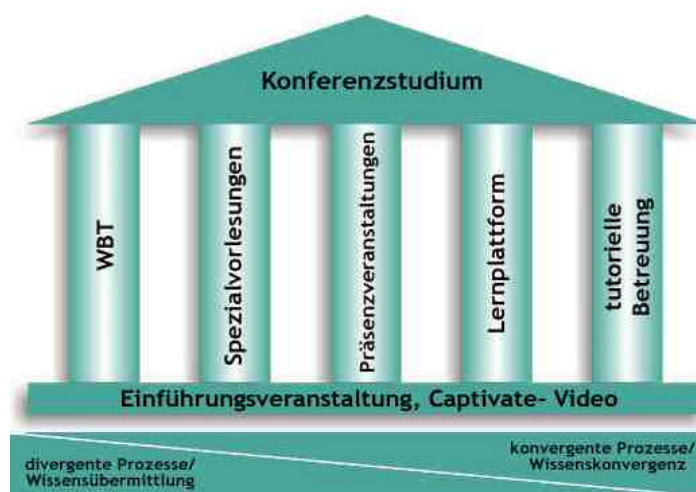 Konferenzstudium
WBT
Spezialvorlesungen
Präsenzveranstaltungen
Lernplattform
tutorielle
Betreuung
Einführungsveranstaltung, Captivate- Video
divergente Prozesse/
Wissensübermittlung
konvergente Prozesse/
Wissenskonvergenz